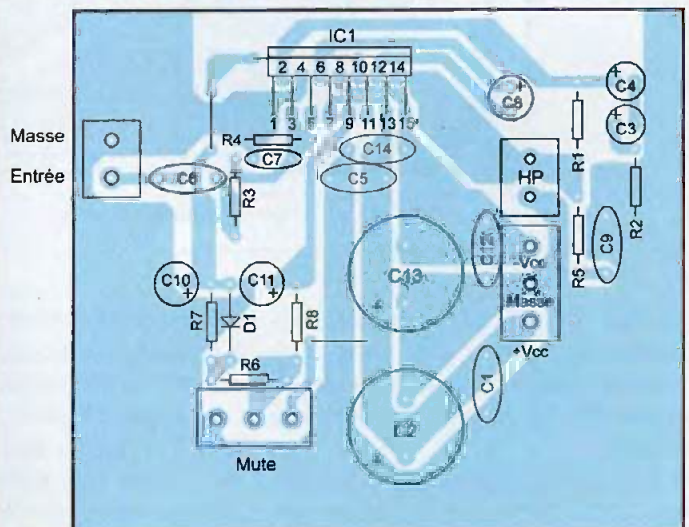 IC1
2 4 6 8 10 12 14
1 3 5 7 9 11 13 15
C8
C4
C3
Masse
Entrée
R4
C7
C14
C5
C6
R3
HP
R1
R2
R5
C9
C12
-Vcc
Masse
+Vcc
C10
C11
C13
R7
D1
R8
R6
C1
C2
Mute